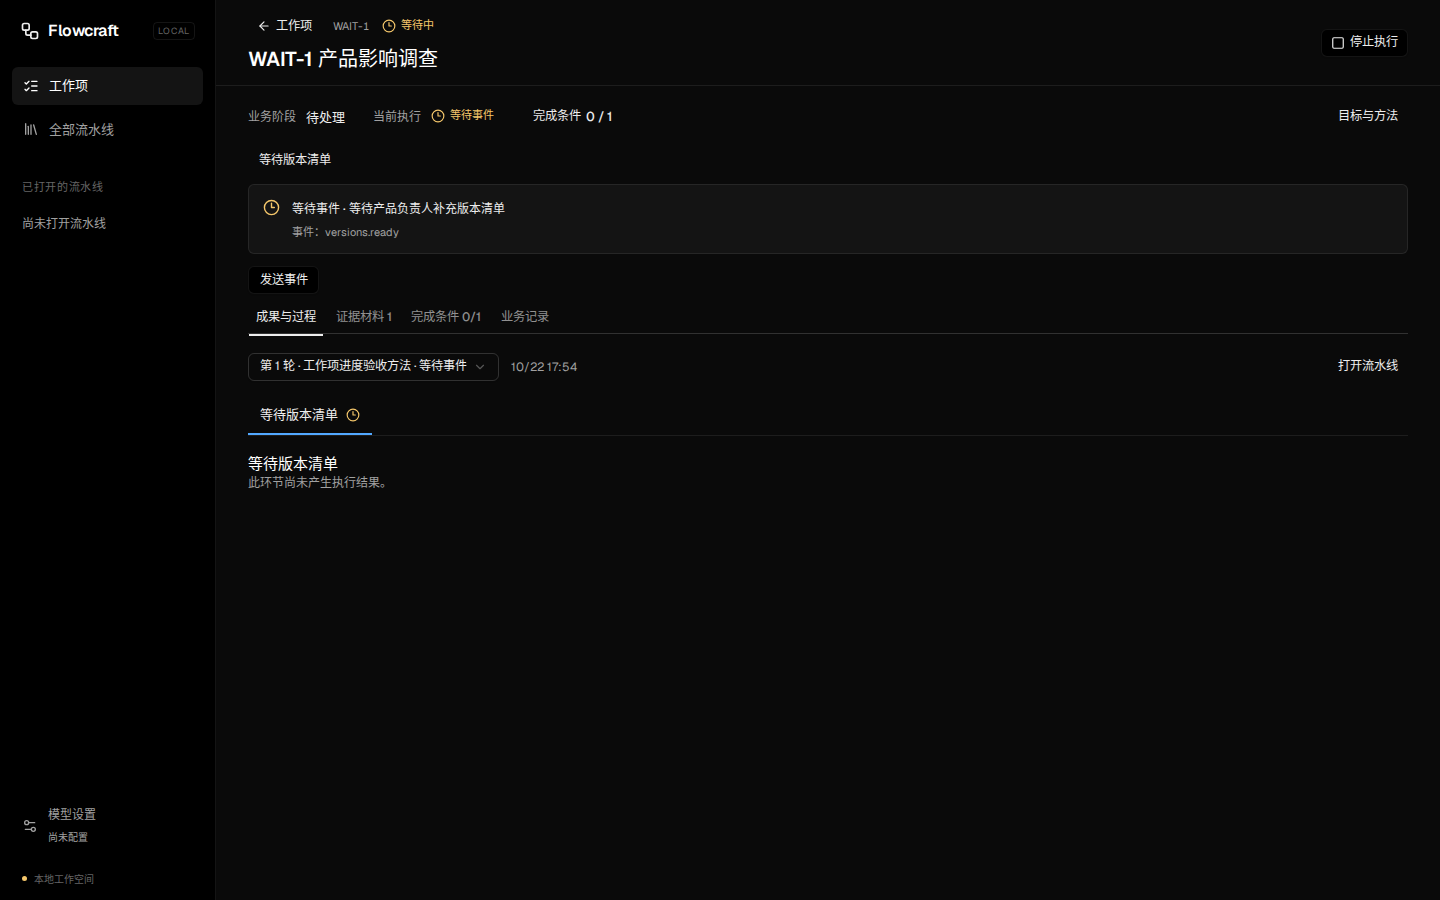 Flowcraft LOCAL
工作项
全部流水线
已打开的流水线
尚未打开流水线
模型设置
尚未配置
本地工作空间
工作项 WAIT-1 等待中
WAIT-1 产品影响调查
停止执行
业务阶段 待处理 当前执行 等待事件 完成条件 0 / 1 目标与方法
等待版本清单
等待事件 · 等待产品负责人补充版本清单
事件：versions.ready
发送事件
成果与过程 证据材料 1 完成条件 0/1 业务记录
第 1 轮 · 工作项进度验收方法 · 等待事件 10/22 17:54 打开流水线
等待版本清单
等待版本清单
此环节尚未产生执行结果。